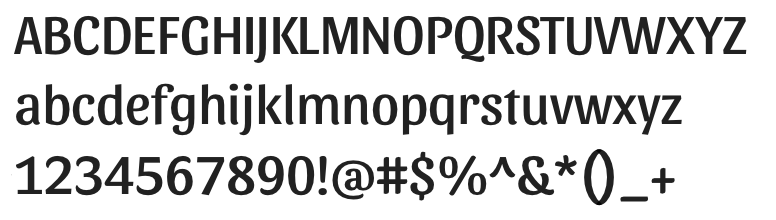 ABCDEFGHIJKLMNOPQRSTUVWXYZ
abcdefghijklmnopqrstuvwxyz
1234567890!@#$%^&*()_+